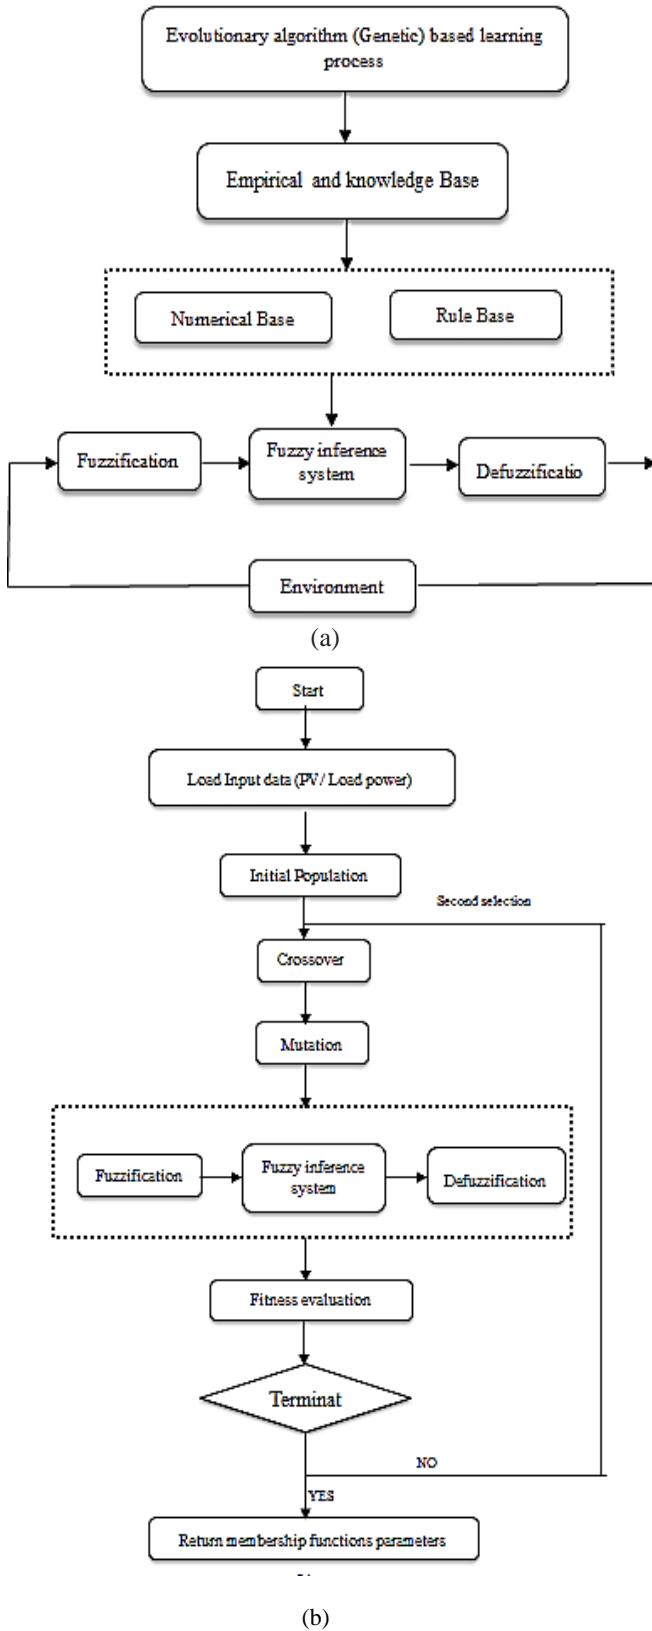 Evolutionary algorithm (Genetic) based learning
process
Empirical and knowledge Base
Numerical Base
Rule Base
Fuzzification
Fuzzy inference
system
Defuzzificatio
Environment
(a)
Start
Load Input data (PV/ Load power)
Initial Population
Second selection
Crossover
Mutation
Fuzzification
Fuzzy inference
system
Defuzzification
Fitness evaluation
Terminat
NO
YES
Return membership functions parameters
(b)